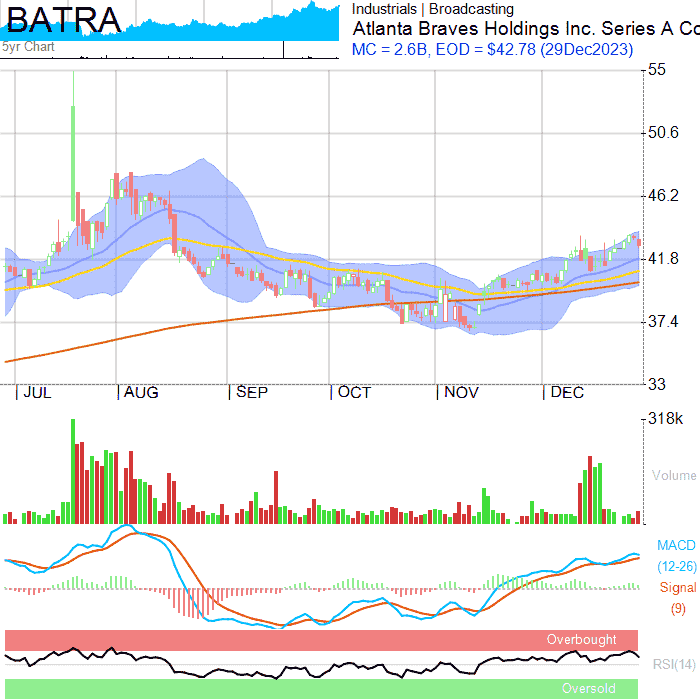 BATRA
5yr Chart
Industrials | Broadcasting
Atlanta Braves Holdings Inc. Series A Co
MC = 2.6B, EOD = $42.78 (29Dec2023)
55
50.6
46.2
41.8
37.4
33
| JUL | AUG | SEP | OCT | NOV | DEC
318k
Volume
MACD
(12-26)
Signal
(9)
Overbought
RSI(14)
Oversold